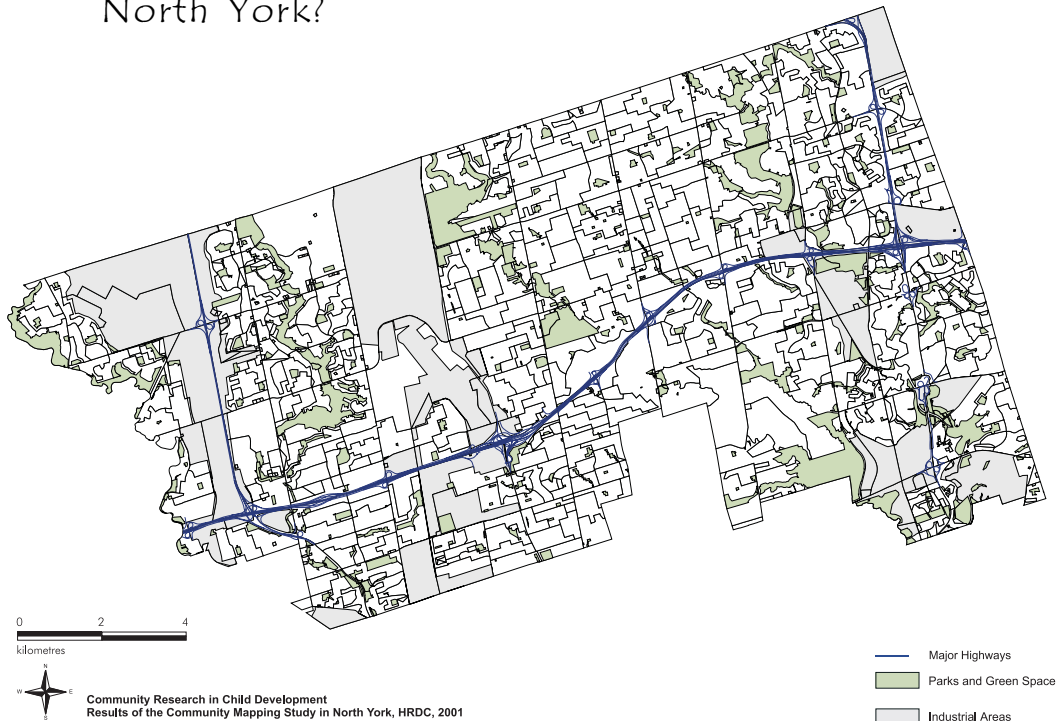 North York?
0 2 4
kilometres
N
W E
S
Community Research in Child Development
Results of the Community Mapping Study in North York, HRDC, 2001
Major Highways
Parks and Green Space
Industrial Areas